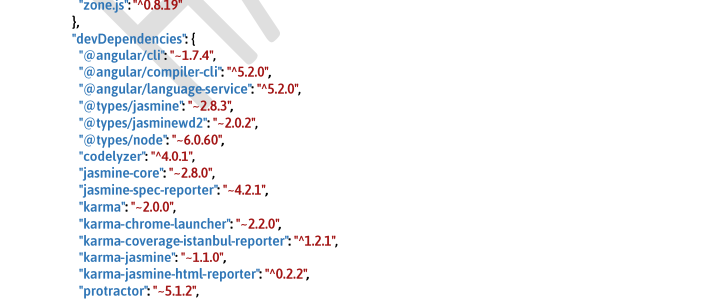 "zone.js": "^0.8.19"
},
"devDependencies": {
"@angular/cli": "~1.7.4",
"@angular/compiler-cli": "^5.2.0",
"@angular/language-service": "^5.2.0",
"@types/jasmine": "~2.8.3",
"@types/jasminewd2": "~2.0.2",
"@types/node": "~6.0.60",
"codelyzer": "^4.0.1",
"jasmine-core": "~2.8.0",
"jasmine-spec-reporter": "~4.2.1",
"karma": "~2.0.0",
"karma-chrome-launcher": "~2.2.0",
"karma-coverage-istanbul-reporter": "^1.2.1",
"karma-jasmine": "~1.1.0",
"karma-jasmine-html-reporter": "^0.2.2",
"protractor": "~5.1.2",